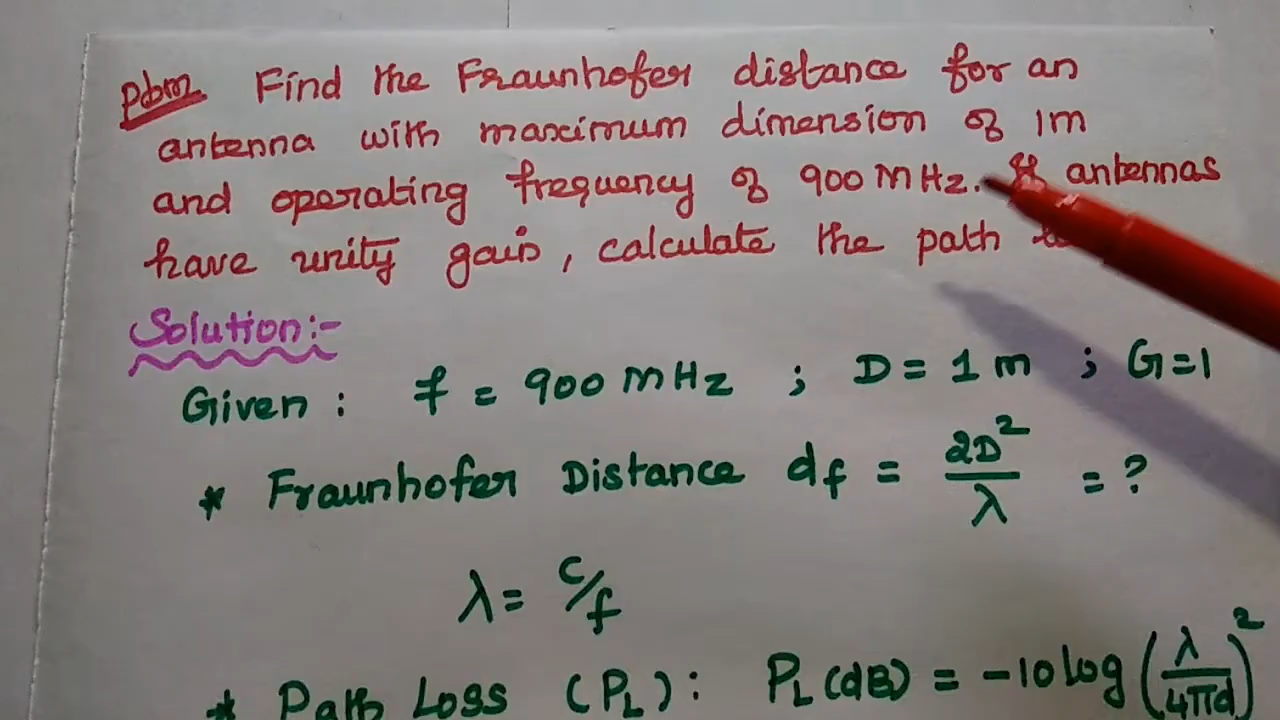 Pbm Find the Fraunhofer distance for an
antenna with maximum dimension of 1m
and operating frequency of 900 MHz. If antennas
have unity gain, calculate the path
Solution:-
Given: f = 900 MHz ; D = 1 m ; G=1
* Fraunhofer Distance df = 2D²/λ = ?
λ = c/f
* Path Loss (PL): PL(dB) = -10 log (λ/4πd)²